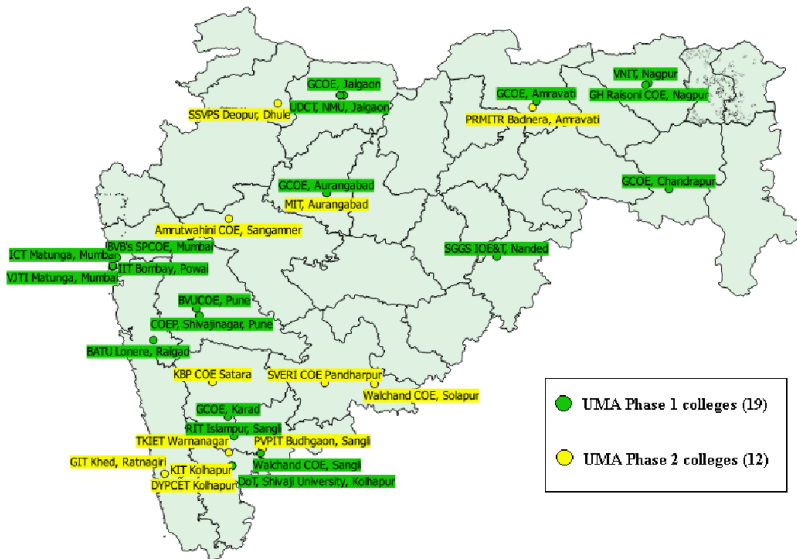 VNIT, Nagpur
GCOE, Jalgaon
GCOE, Amravati
GH Raisoni COE, Nagpur
SSVPS Deopur, Dhule
UDCT, NMU, Jalgaon
PRMITR Badnera, Amravati
GCOE, Aurangabad
GCOE, Chandrapur
MIT, Aurangabad
Amrutwahini COE, Sangamner
BVB's SPCOE, Mumbai
SGGS IOE&T, Nanded
ICT Matunga, Mumbai
IIT Bombay, Powai
VJTI Matunga, Mumbai
BVUCOE, Pune
COEP, Shivajinagar, Pune
BATU Lonere, Raigad
KBP COE Satara
SVERI COE Pandharpur
Walchand COE, Solapur
UMA Phase 1 colleges (19)
GCOE, Karad
RIT Islampur, Sangli
TKIET Warnanagar
PVPIT Budhgaon, Sangli
UMA Phase 2 colleges (12)
GIT Khed, Ratnagiri
KIT Kolhapur
Walchand COE, Sangli
DYPCET Kolhapur
DoT, Shivaji University, Kolhapur